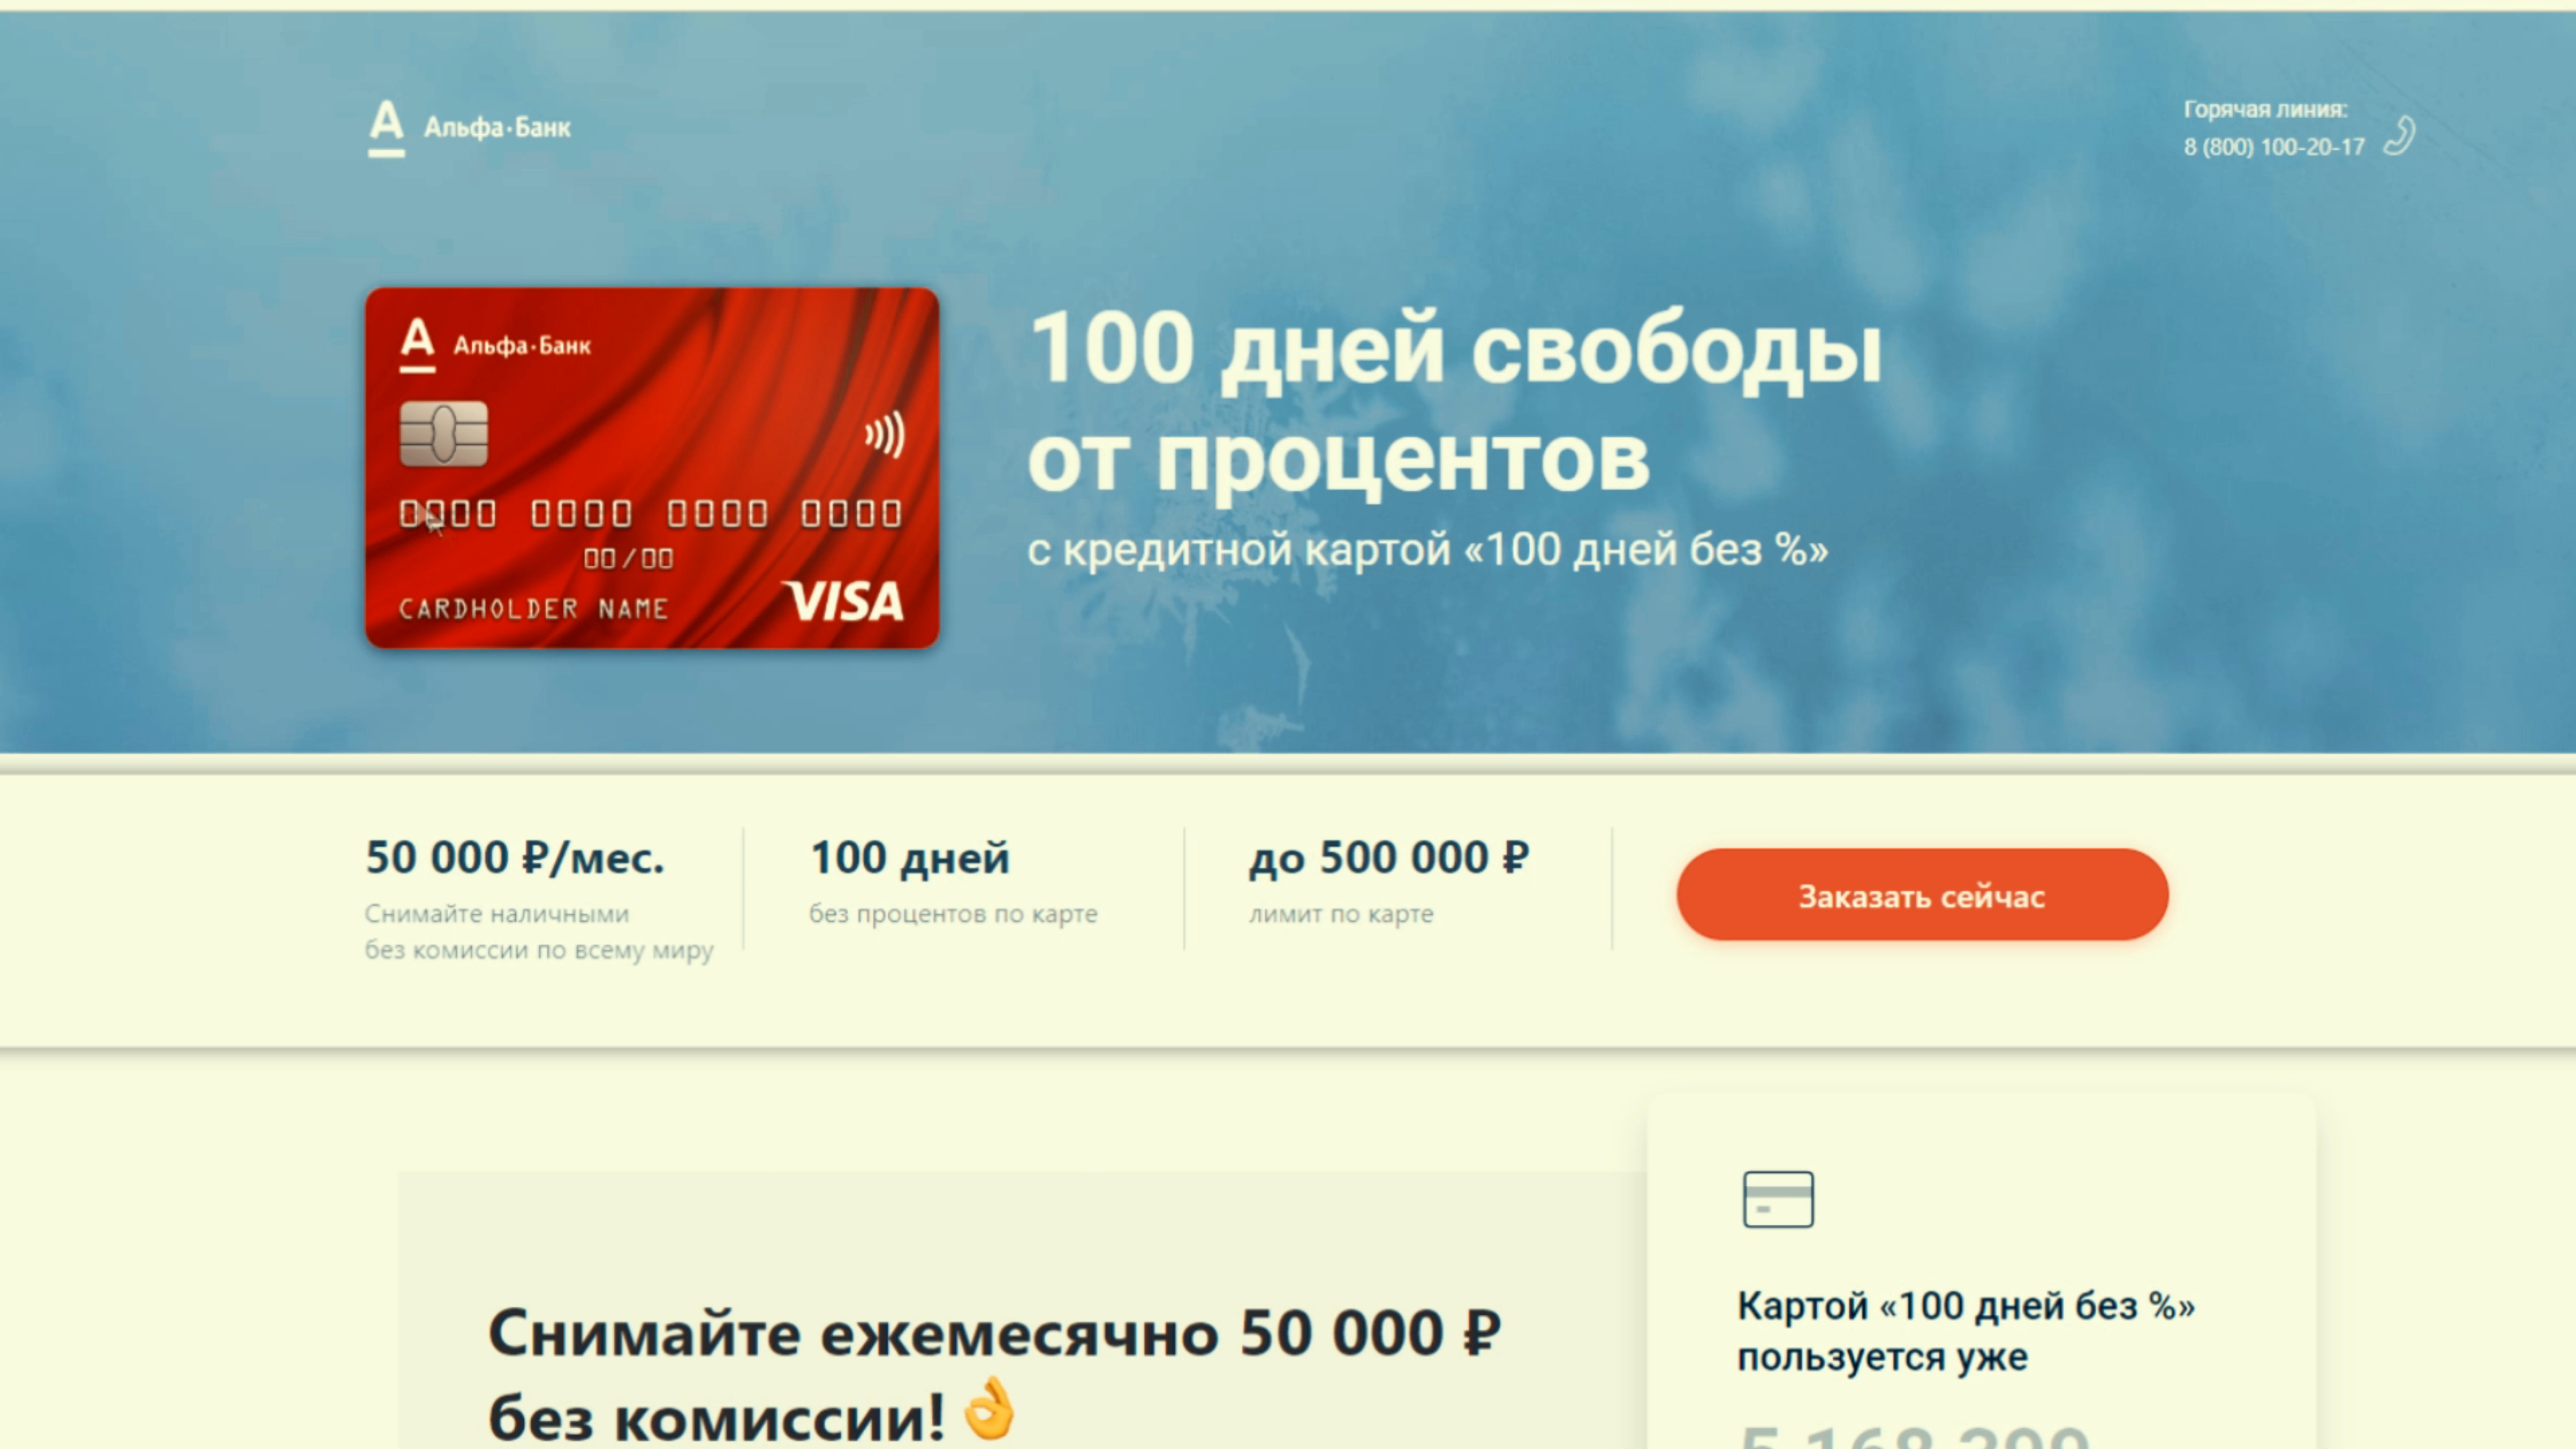 Альфа·Банк
Горячая линия:
8 (800) 100-20-17
Альфа·Банк
0000 0000 0000 0000
00/00
CARDHOLDER NAME
VISA
100 дней свободы
от процентов
с кредитной картой «100 дней без %»
50 000 ₽/мес.
Снимайте наличными
без комиссии по всему миру
100 дней
без процентов по карте
до 500 000 ₽
лимит по карте
Заказать сейчас
Снимайте ежемесячно 50 000 ₽
без комиссии!👌
Картой «100 дней без %»
пользуется уже